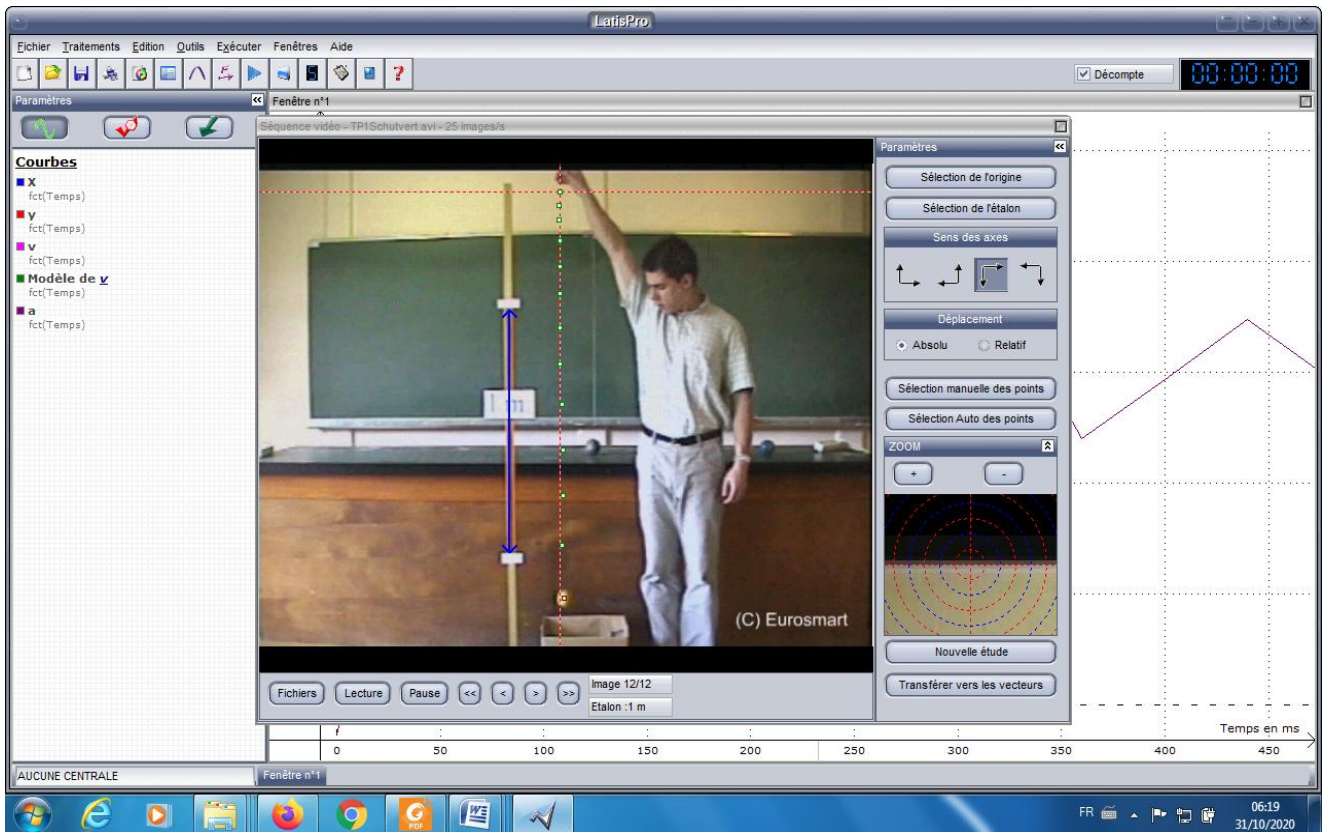 LatisPro
Fichier Traitements Edition Outils Exécuter Fenêtres Aide
Décompte
00:00:00
Paramètres
Fenêtre n°1
Séquence vidéo - TP1Schutvert.avi - 25 images/s
Paramètres
Courbes
X
fct(Temps)
y
fct(Temps)
v
fct(Temps)
Modèle de v
fct(Temps)
a
fct(Temps)
Sélection de l'origine
Sélection de l'étalon
Sens des axes
Déplacement
Absolu Relatif
Sélection manuelle des points
Sélection Auto des points
ZOOM
+ -
Nouvelle étude
Transférer vers les vecteurs
1 m
(C) Eurosmart
Fichiers Lecture Pause << < > >>
Image 12/12
Etalon :1 m
Temps en ms
0 50 100 150 200 250 300 350 400 450
AUCUNE CENTRALE
Fenêtre n°1
PDF
FR
06:19
31/10/2020